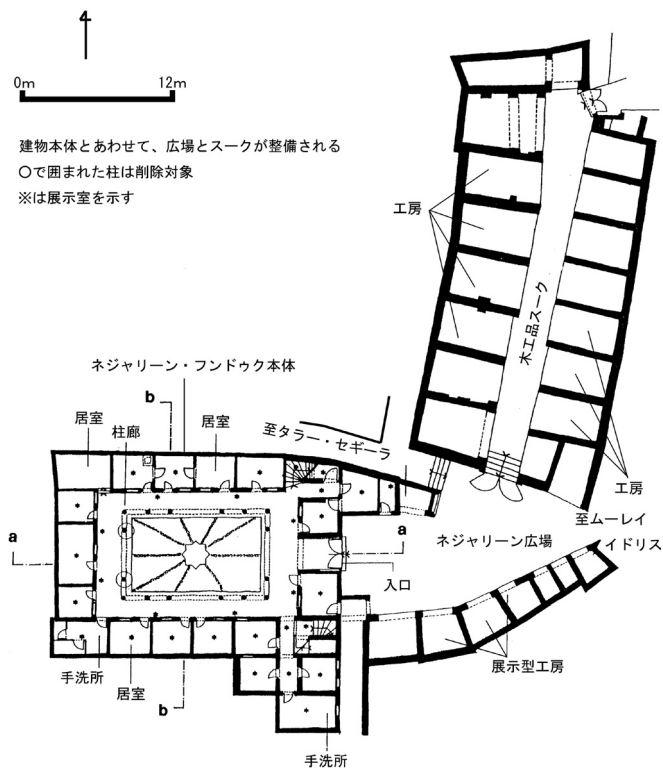 4
0m
12m
建物本体とあわせて、広場とスークが整備される
〇で囲まれた柱は削除対象
※は展示室を示す
工房
木工品スーク
ネジャリーン・フンドゥク本体
b
居室
柱廊
居室
至タラー・セギーラ
工房
a
a
至ムーレイ
イドリス
ネジャリーン広場
入口
展示型工房
手洗所
居室
b
手洗所